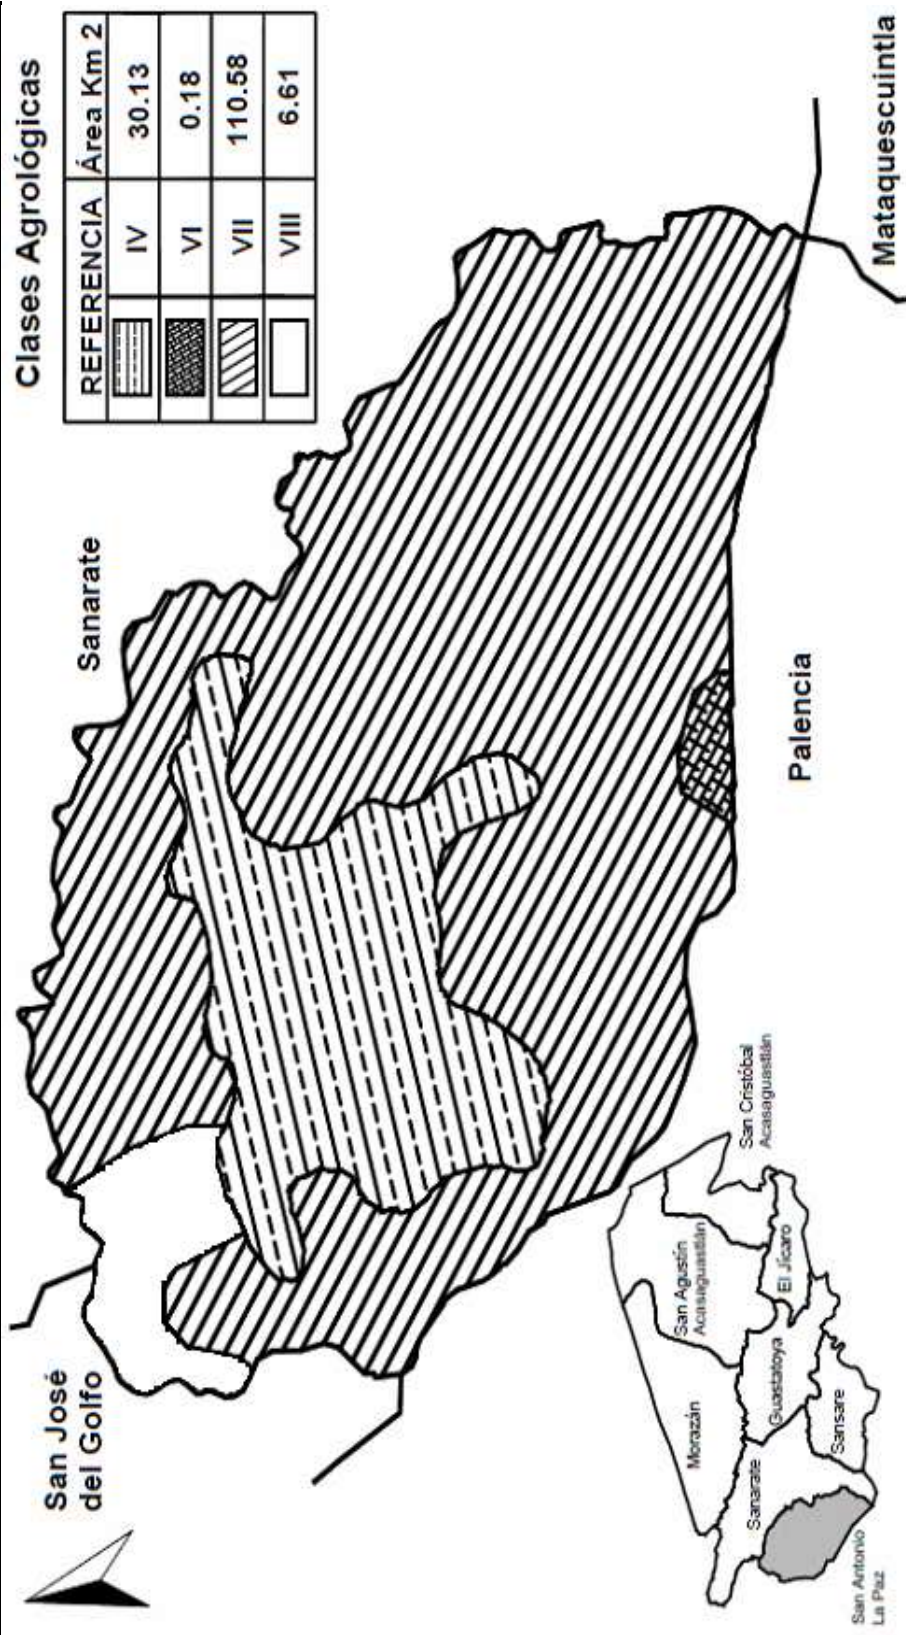 Clases Agrológicas
REFERENCIA Área Km 2
IV 30.13
VI 0.18
VII 110.58
VIII 6.61
San José
del Golfo
Sanarate
Palencia
Mataquescuintla
Morazán
San Agustín
Acasaguastlán
San Cristóbal
Acasaguastlán
El Jícaro
Guastatoya
Sanarate
Sansare
San Antonio
La Paz